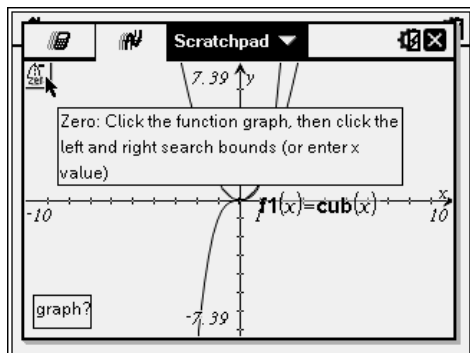 Scratchpad
zer
7.39
y
Zero: Click the function graph, then click the
left and right search bounds (or enter x
value)
x
-10
1
f1(x)=cub(x)
10
graph?
-7.39